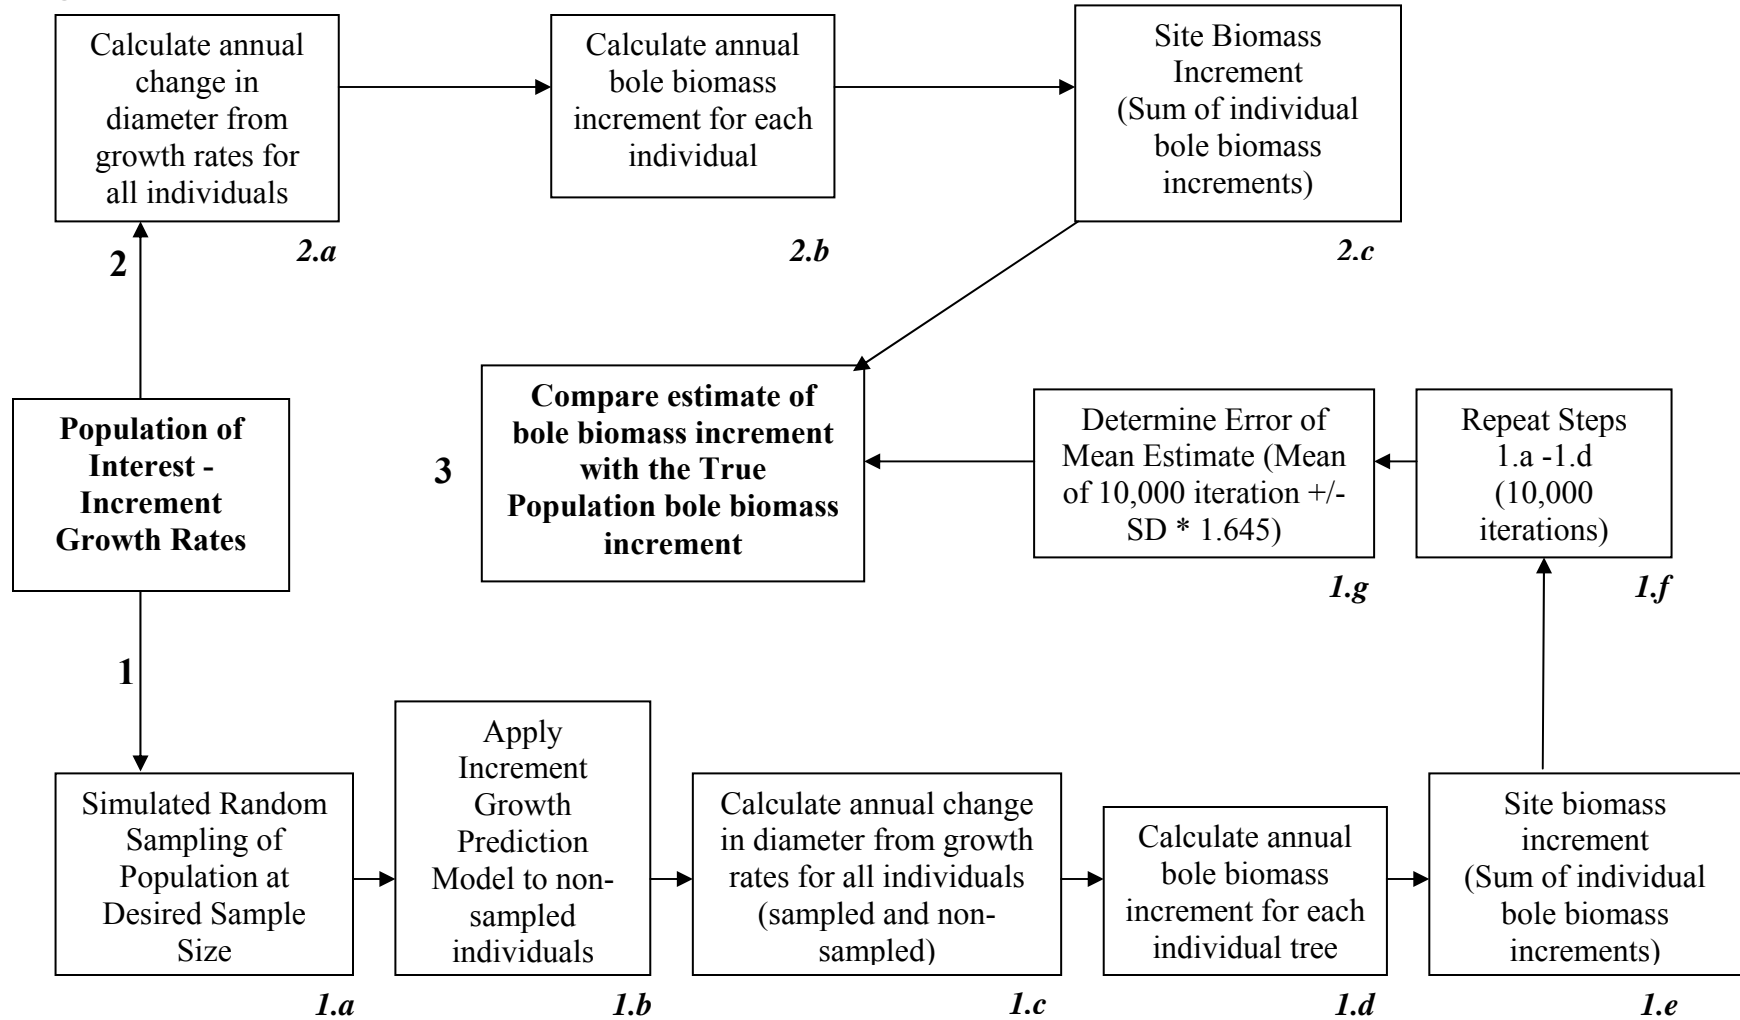 Calculate annual
change in
diameter from
growth rates for
all individuals
2.a
Calculate annual
bole biomass
increment for each
individual
2.b
Site Biomass
Increment
(Sum of individual
bole biomass
increments)
2.c
2
Population of
Interest -
Increment
Growth Rates
3
Compare estimate of
bole biomass increment
with the True
Population bole biomass
increment
Determine Error of
Mean Estimate (Mean
of 10,000 iteration +/-
SD * 1.645)
1.g
Repeat Steps
1.a -1.d
(10,000
iterations)
1.f
1
Simulated Random
Sampling of
Population at
Desired Sample
Size
1.a
Apply
Increment
Growth
Prediction
Model to non-
sampled
individuals
1.b
Calculate annual change
in diameter from growth
rates for all individuals
(sampled and non-
sampled)
1.c
Calculate annual
bole biomass
increment for each
individual tree
1.d
Site biomass
increment
(Sum of individual
bole biomass
increments)
1.e